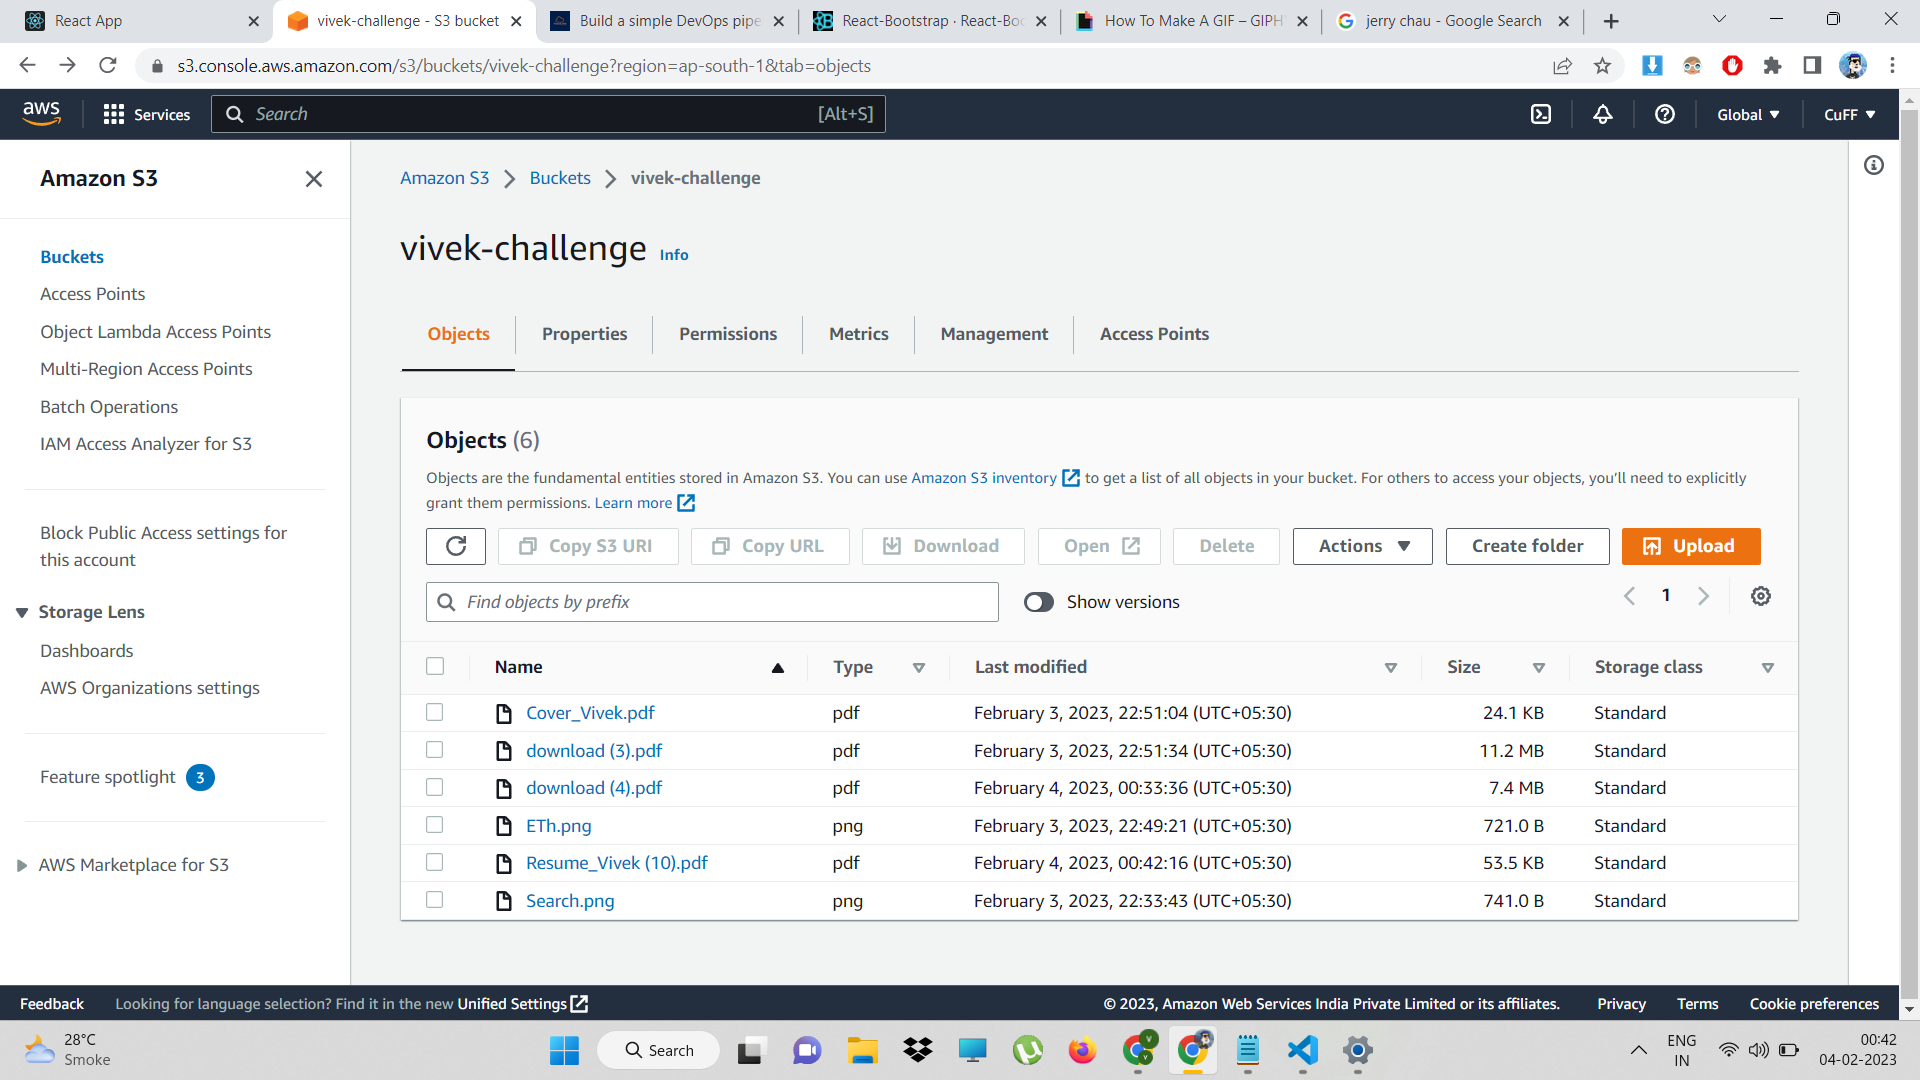 React App
vivek-challenge - S3 bucket
Build a simple DevOps pipe
React-Bootstrap · React-Boo
How To Make A GIF – GIPH
jerry chau - Google Search
s3.console.aws.amazon.com/s3/buckets/vivek-challenge?region=ap-south-1&tab=objects
aws
Services
Search
[Alt+S]
Global
CuFF
Amazon S3
Buckets
Access Points
Object Lambda Access Points
Multi-Region Access Points
Batch Operations
IAM Access Analyzer for S3
Block Public Access settings for
this account
Storage Lens
Dashboards
AWS Organizations settings
Feature spotlight 3
AWS Marketplace for S3
Amazon S3 > Buckets > vivek-challenge
vivek-challenge Info
Objects
Properties
Permissions
Metrics
Management
Access Points
Objects (6)
Objects are the fundamental entities stored in Amazon S3. You can use Amazon S3 inventory to get a list of all objects in your bucket. For others to access your objects, you’ll need to explicitly
grant them permissions. Learn more
Copy S3 URI
Copy URL
Download
Open
Delete
Actions
Create folder
Upload
Find objects by prefix
Show versions
1
Name Type Last modified Size Storage class
Cover_Vivek.pdf pdf February 3, 2023, 22:51:04 (UTC+05:30) 24.1 KB Standard
download (3).pdf pdf February 3, 2023, 22:51:34 (UTC+05:30) 11.2 MB Standard
download (4).pdf pdf February 4, 2023, 00:33:36 (UTC+05:30) 7.4 MB Standard
ETh.png png February 3, 2023, 22:49:21 (UTC+05:30) 721.0 B Standard
Resume_Vivek (10).pdf pdf February 4, 2023, 00:42:16 (UTC+05:30) 53.5 KB Standard
Search.png png February 3, 2023, 22:33:43 (UTC+05:30) 741.0 B Standard
Feedback
Looking for language selection? Find it in the new Unified Settings
© 2023, Amazon Web Services India Private Limited or its affiliates.
Privacy
Terms
Cookie preferences
28°C
Smoke
Search
ENG
IN
00:42
04-02-2023